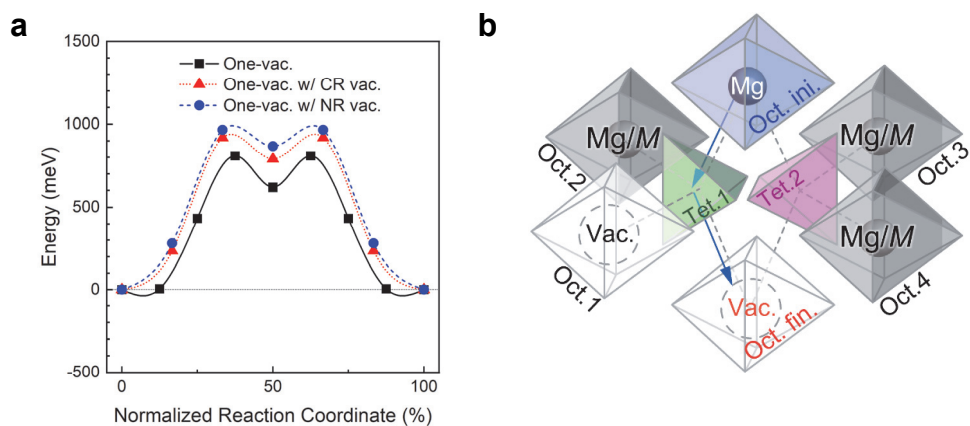 a
1500
One-vac.
One-vac. w/ CR vac.
One-vac. w/ NR vac.
1000
500
0
-500
0
50
100
Energy (meV)
Normalized Reaction Coordinate (%)
b
Mg
Oct. ini.
Mg/M
Oct.2
Mg/M
Oct.3
Tet.1
Tet.2
Vac.
Oct.1
Mg/M
Oct.4
Vac.
Oct. fin.